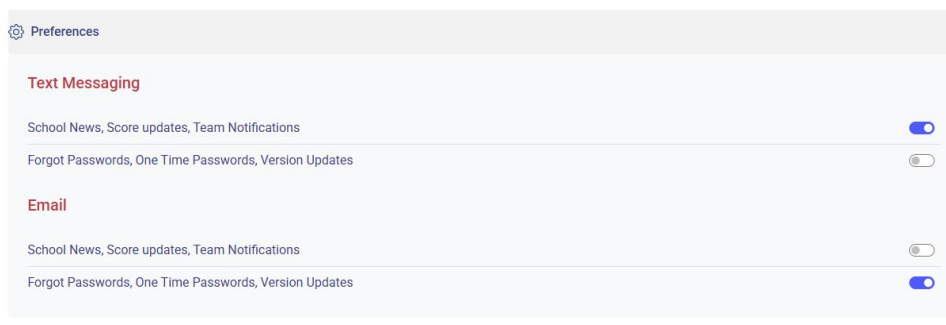 Preferences
Text Messaging
School News, Score updates, Team Notifications
Forgot Passwords, One Time Passwords, Version Updates
Email
School News, Score updates, Team Notifications
Forgot Passwords, One Time Passwords, Version Updates